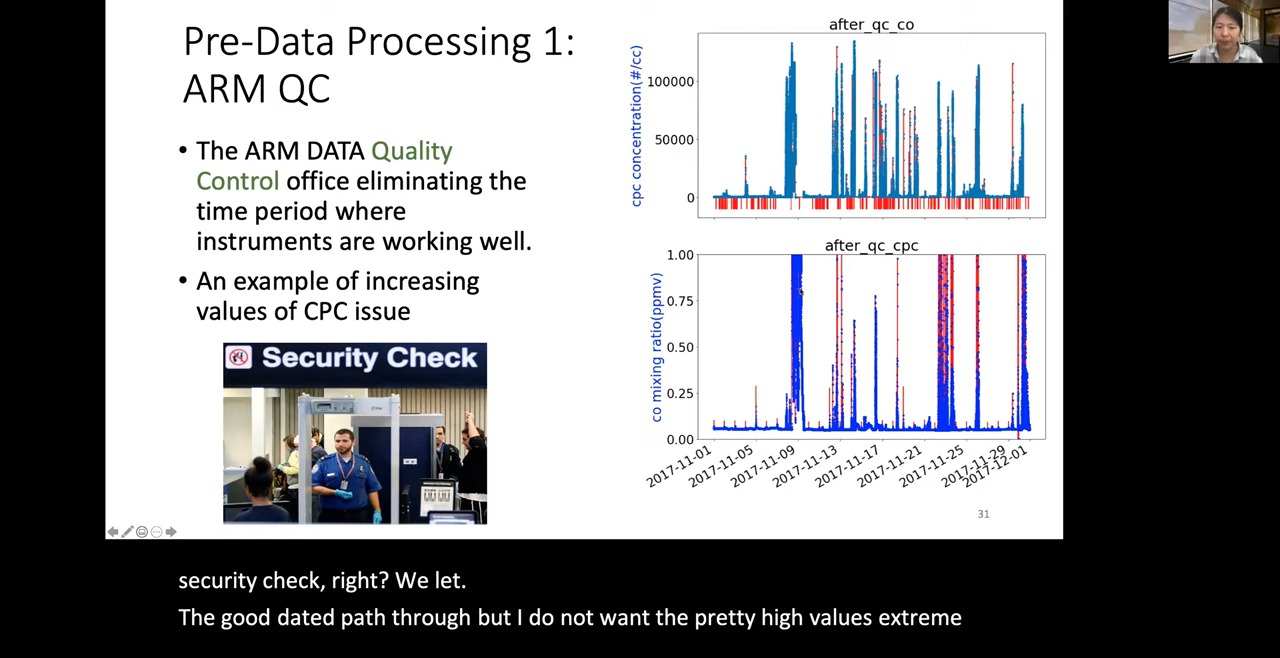 Pre-Data Processing 1:
ARM QC
• The ARM DATA Quality
Control office eliminating the
time period where
instruments are working well.
• An example of increasing
values of CPC issue
Security Check
after_qc_co
cpc concentration(#/cc)
100000
50000
0
after_qc_cpc
co mixing ratio(ppmv)
1.00
0.75
0.50
0.25
0.00
2017-11-01
2017-11-05
2017-11-09
2017-11-13
2017-11-17
2017-11-21
2017-11-25
2017-11-29
2017-12-01
31
security check, right? We let.
The good dated path through but I do not want the pretty high values extreme